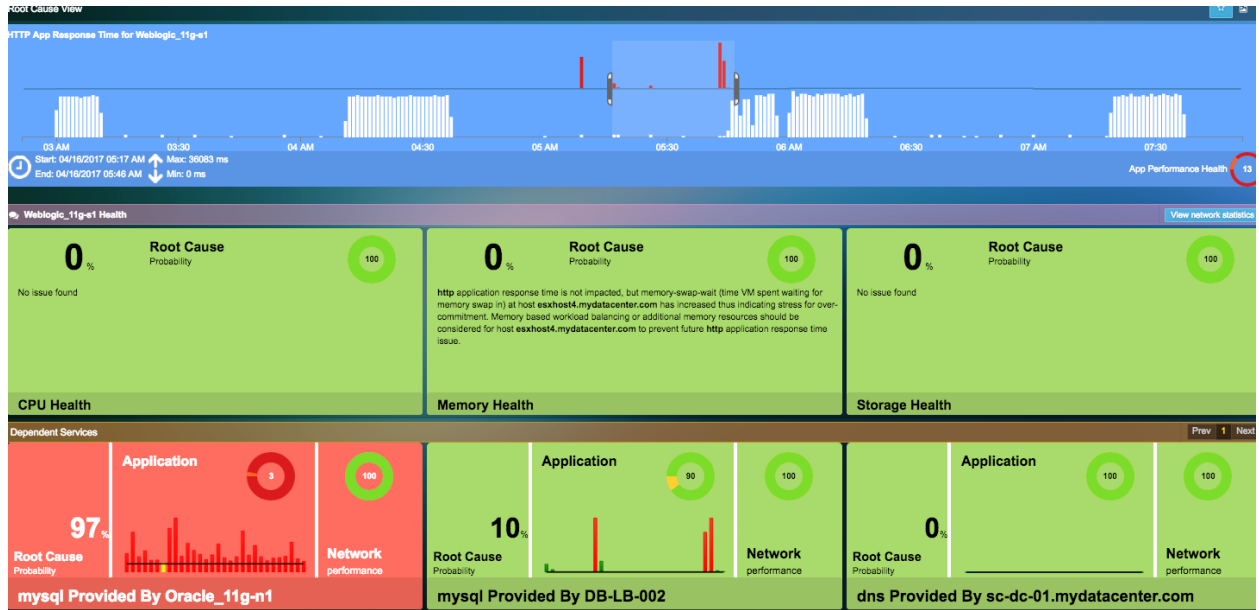 Root Cause View
HTTP App Response Time for Weblogic_11g-s1
03 AM 03:30 04 AM 04:30 05 AM 05:30 06 AM 06:30 07 AM 07:30
Start: 04/16/2017 05:17 AM Max: 36083 ms
End: 04/16/2017 05:46 AM Min: 0 ms
App Performance Health 13
Weblogic_11g-s1 Health
View network statistics
0%
Root Cause
Probability
100
No issue found
CPU Health
0%
Root Cause
Probability
100
http application response time is not impacted, but memory-swap-wait (time VM spent waiting for
memory swap in) at host esxhost4.mydatacenter.com has increased thus indicating stress for over-
commitment. Memory based workload balancing or additional memory resources should be
considered for host esxhost4.mydatacenter.com to prevent future http application response time
issue.
Memory Health
0%
Root Cause
Probability
100
No issue found
Storage Health
Dependent Services
Prev 1 Next
Application
3
100
97%
Root Cause
Probability
Network
performance
mysql Provided By Oracle_11g-n1
Application
90
100
10%
Root Cause
Probability
Network
performance
mysql Provided By DB-LB-002
Application
100
100
0%
Root Cause
Probability
Network
performance
dns Provided By sc-dc-01.mydatacenter.com